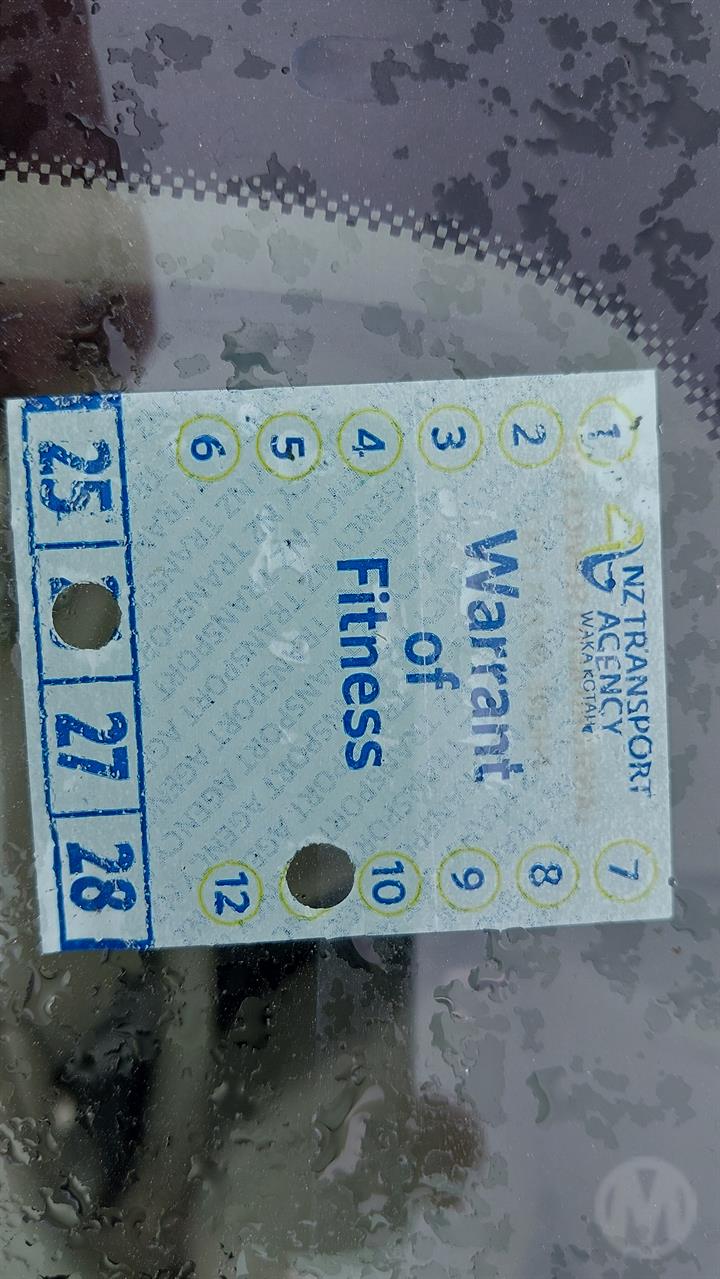 NZ TRANSPORT
AGENCY
WAKA KOTAHI
1
2
3
4
5
6
Warrant
of
Fitness
7
8
9
10
12
25 27 28
M